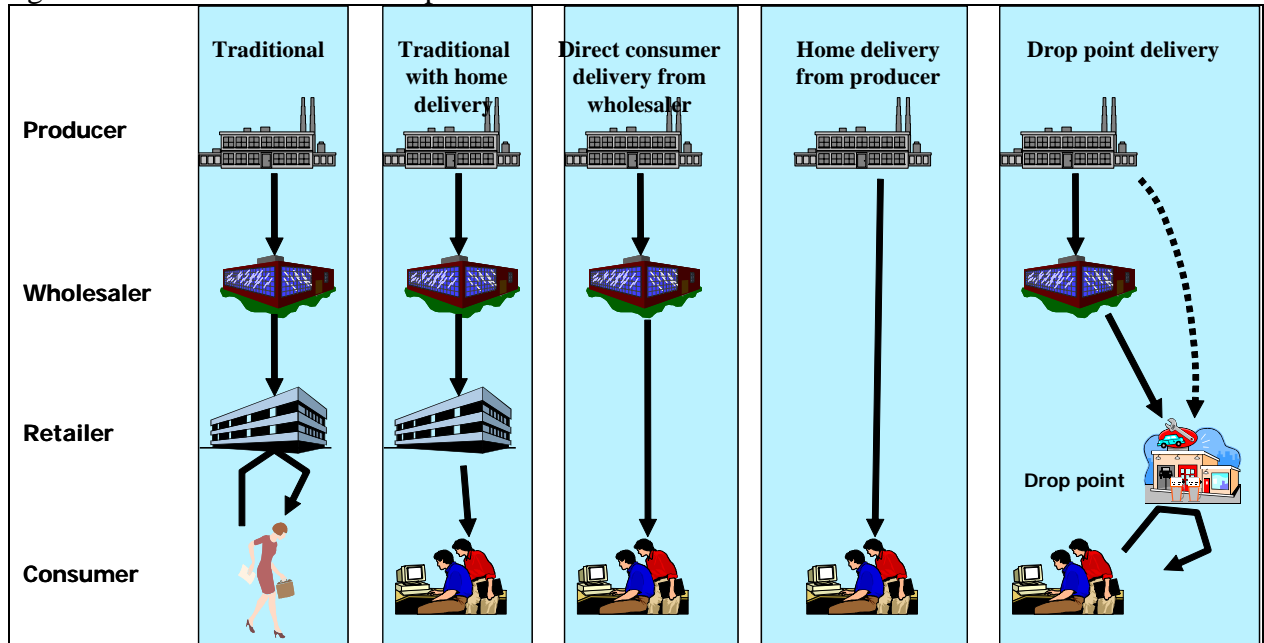 Traditional
Traditional
with home
delivery
Direct consumer
delivery from
wholesaler
Home delivery
from producer
Drop point delivery
Producer
Wholesaler
Retailer
Drop point
Consumer